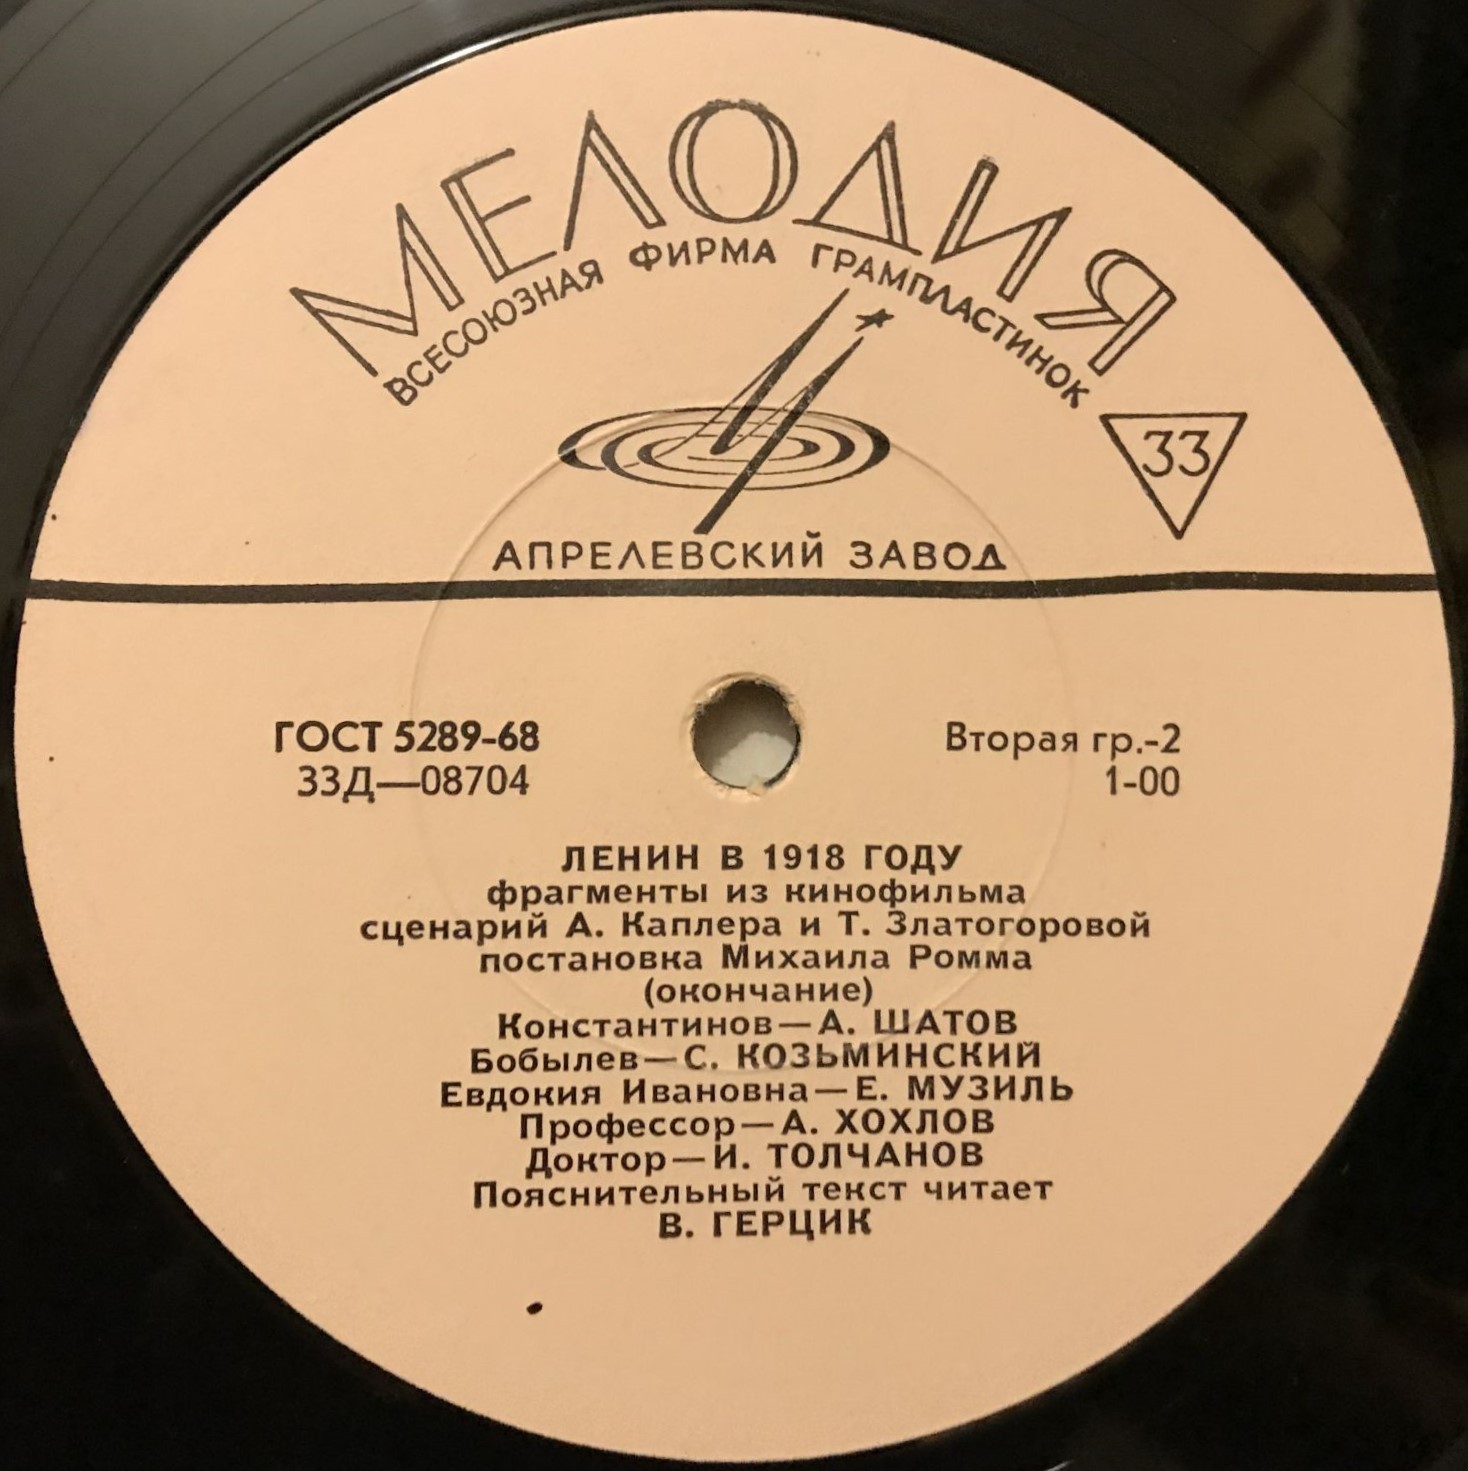 МЕЛОДИЯ
ВСЕСОЮЗНАЯ ФИРМА ГРАМПЛАСТИНОК
33
АПРЕЛЕВСКИЙ ЗАВОД
ГОСТ 5289-68
33Д—08704
Вторая гр.-2
1-00
ЛЕНИН В 1918 ГОДУ
фрагменты из кинофильма
сценарий А. Каплера и Т. Златогоровой
постановка Михаила Ромма
(окончание)
Константинов—А. ШАТОВ
Бобылев—С. КОЗЬМИНСКИЙ
Евдокия Ивановна—Е. МУЗИЛЬ
Профессор—А. ХОХЛОВ
Доктор—И. ТОЛЧАНОВ
Пояснительный текст читает
В. ГЕРЦИК